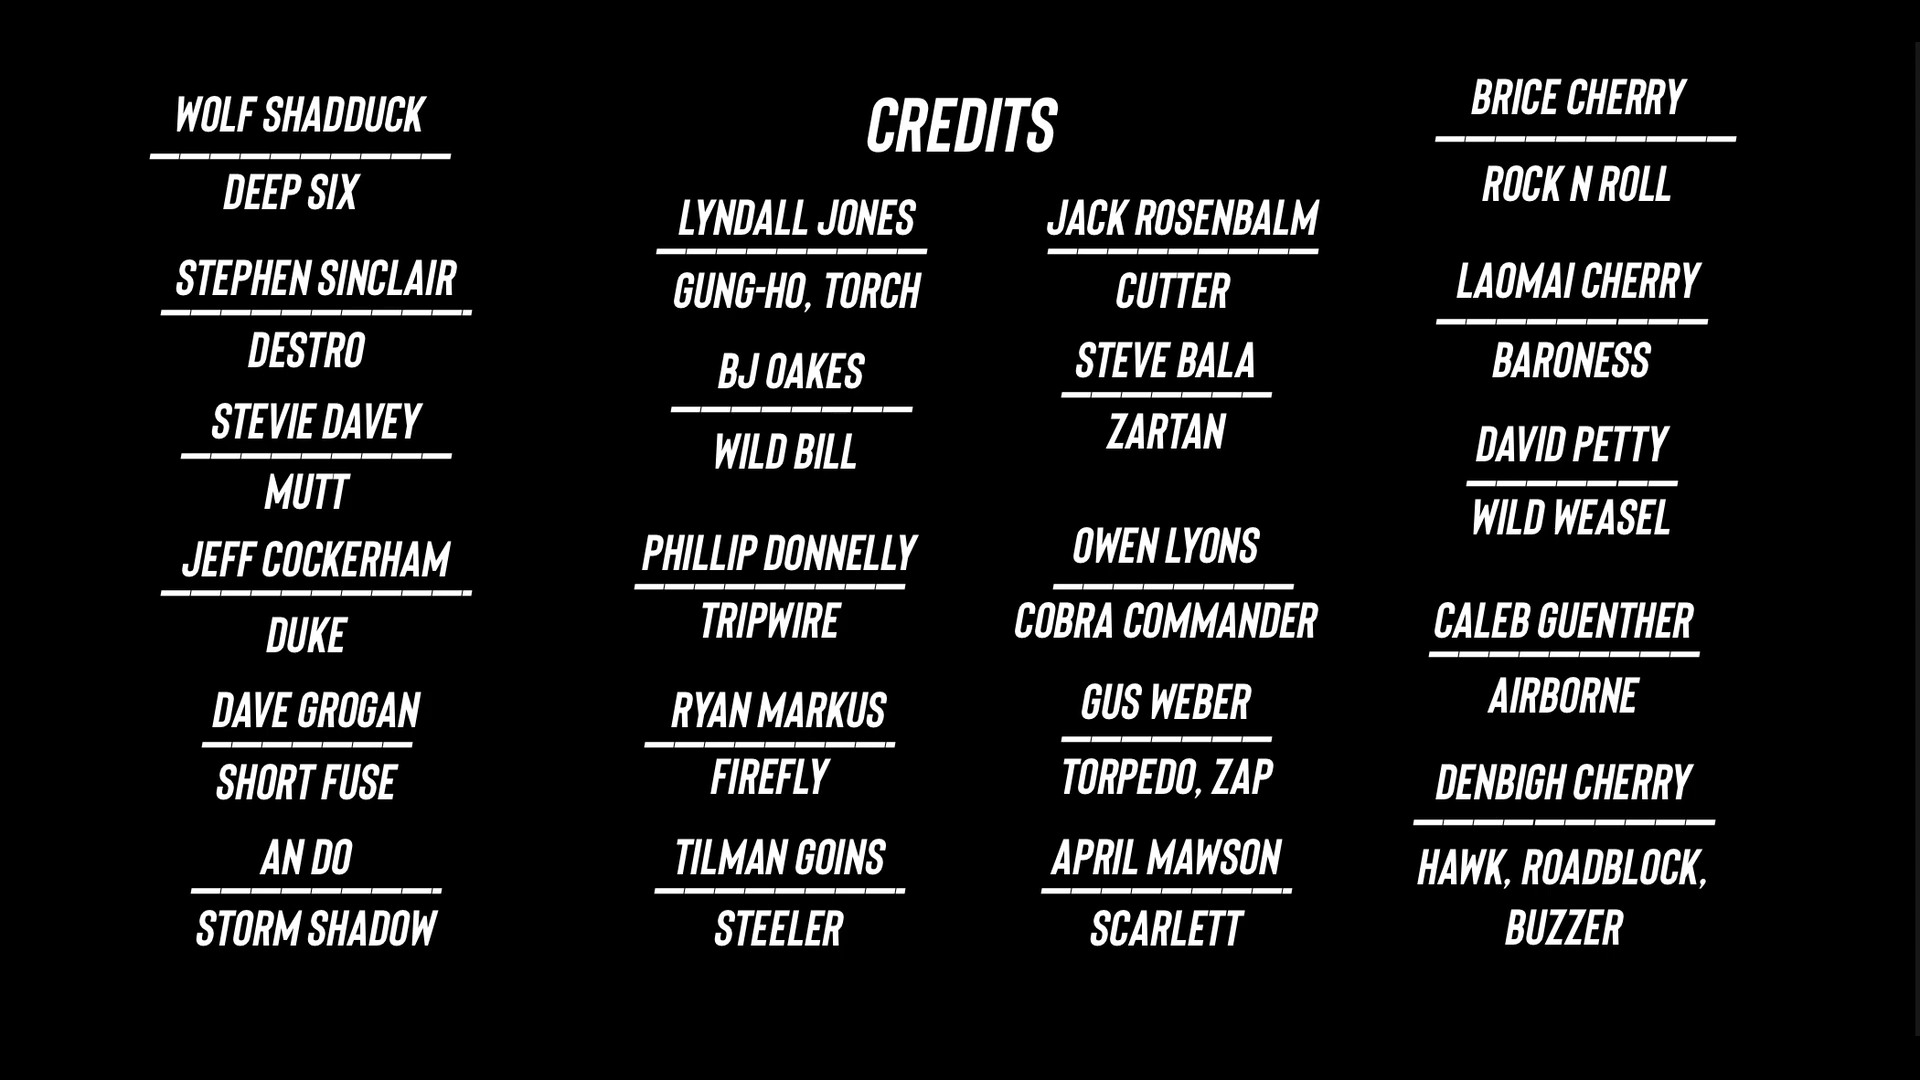 CREDITS
WOLF SHADDUCK
DEEP SIX
STEPHEN SINCLAIR
DESTRO
STEVIE DAVEY
MUTT
JEFF COCKERHAM
DUKE
DAVE GROGAN
SHORT FUSE
AN DO
STORM SHADOW
LYNDALL JONES
GUNG-HO, TORCH
BJ OAKES
WILD BILL
PHILLIP DONNELLY
TRIPWIRE
RYAN MARKUS
FIREFLY
TILMAN GOINS
STEELER
JACK ROSENBALM
CUTTER
STEVE BALA
ZARTAN
OWEN LYONS
COBRA COMMANDER
GUS WEBER
TORPEDO, ZAP
APRIL MAWSON
SCARLETT
BRICE CHERRY
ROCK N ROLL
LAOMAI CHERRY
BARONESS
DAVID PETTY
WILD WEASEL
CALEB GUENTHER
AIRBORNE
DENBIGH CHERRY
HAWK, ROADBLOCK,
BUZZER